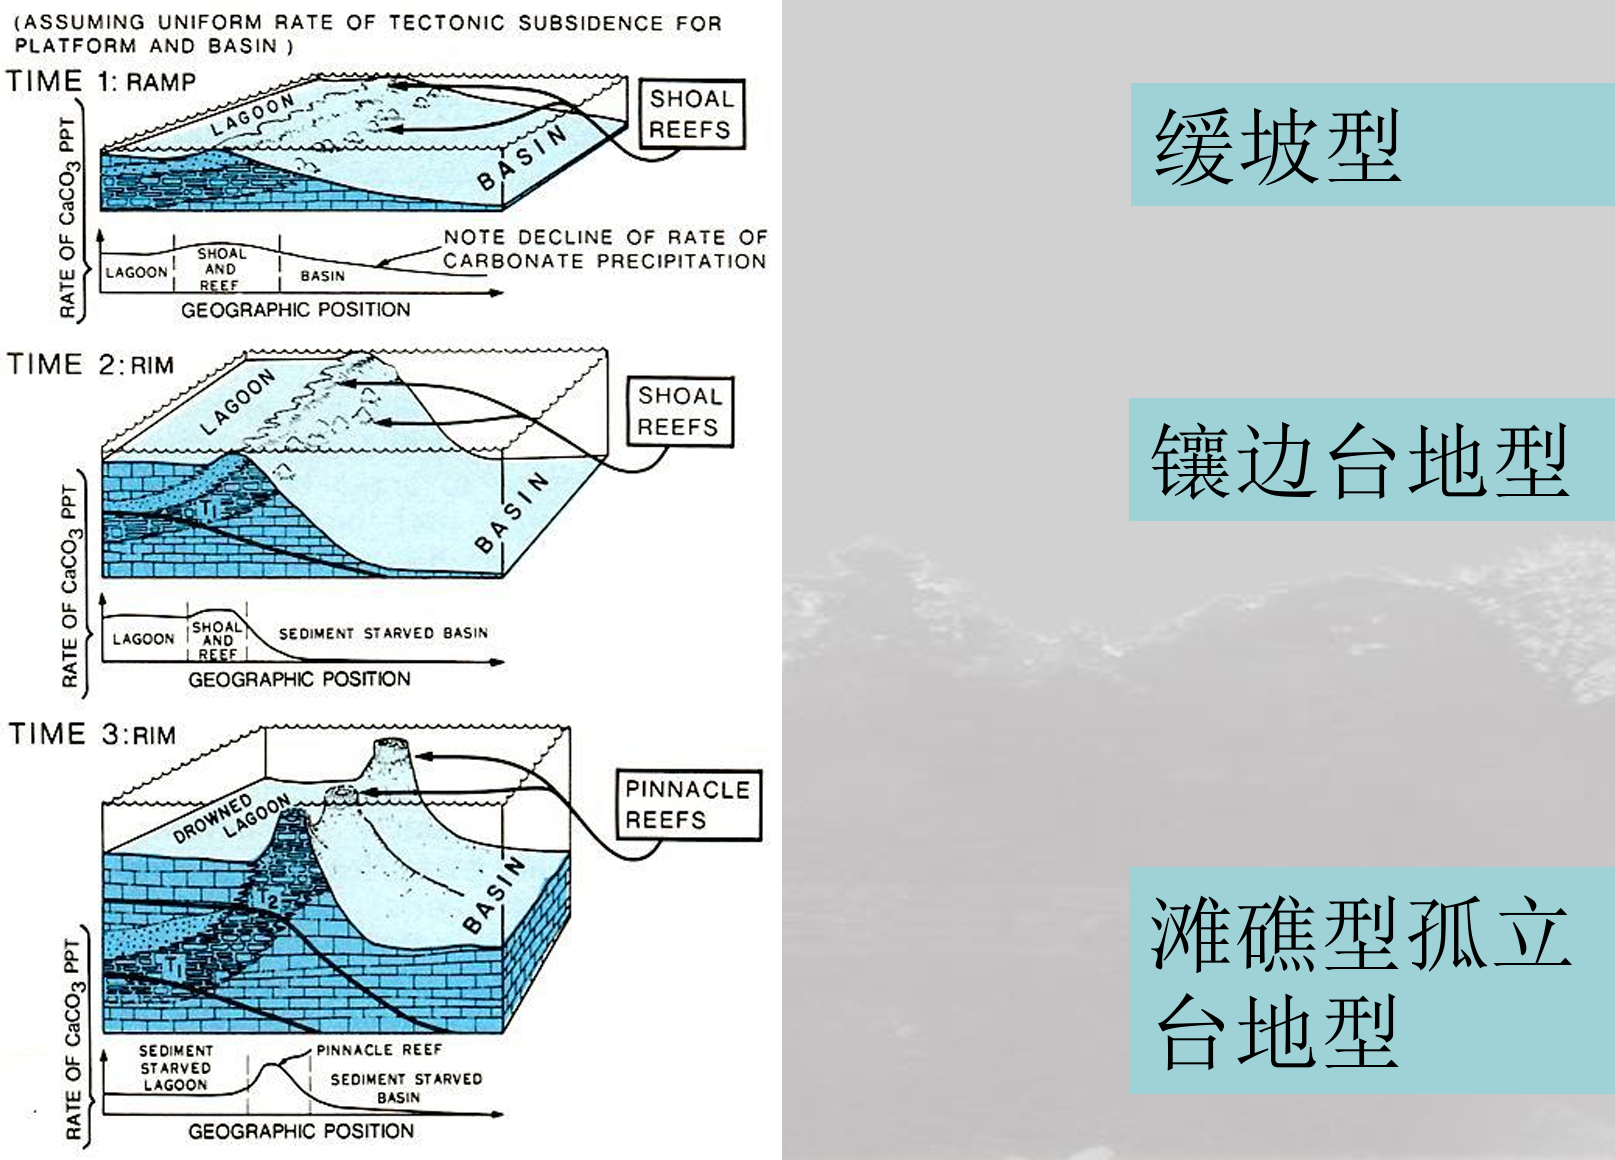 (ASSUMING UNIFORM RATE OF TECTONIC SUBSIDENCE FOR
PLATFORM AND BASIN)
TIME 1: RAMP
LAGOON
BASIN
SHOAL
REEFS
RATE OF CaCO3 PPT
LAGOON
SHOAL
AND
REEF
BASIN
NOTE DECLINE OF RATE OF
CARBONATE PRECIPITATION
GEOGRAPHIC POSITION
缓坡型
TIME 2: RIM
LAGOON
BASIN
T1
SHOAL
REEFS
RATE OF CaCO3 PPT
LAGOON
SHOAL
AND
REEF
SEDIMENT STARVED BASIN
GEOGRAPHIC POSITION
镶边台地型
TIME 3: RIM
DROWNED
LAGOON
BASIN
T2
T1
PINNACLE
REEFS
RATE OF CaCO3 PPT
SEDIMENT
STARVED
LAGOON
PINNACLE REEF
SEDIMENT STARVED
BASIN
GEOGRAPHIC POSITION
滩礁型孤立
台地型